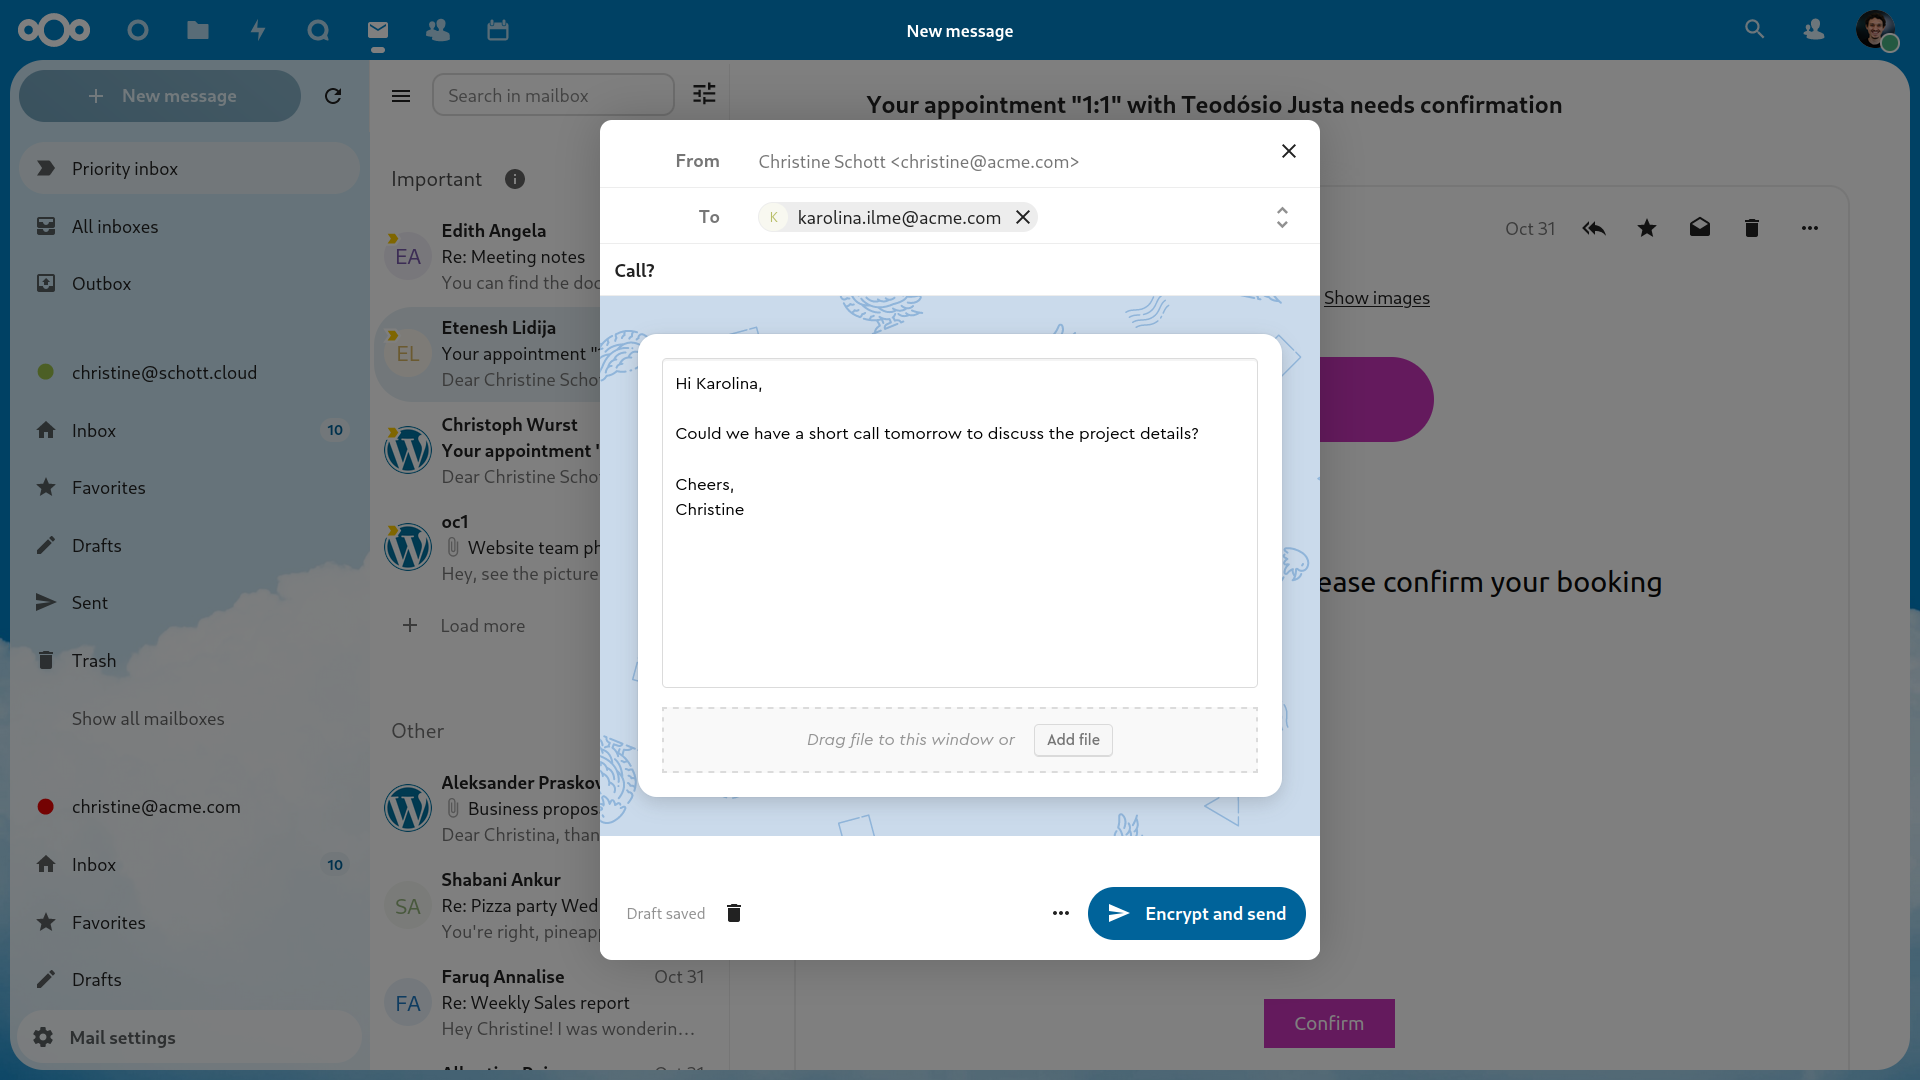 New message
New message
Priority inbox
All inboxes
Outbox
christine@schott.cloud
Inbox 10
Favorites
Drafts
Sent
Trash
Show all mailboxes
christine@acme.com
Inbox 10
Favorites
Drafts
Mail settings
Search in mailbox
Important
EA
Edith Angela
Re: Meeting notes
You can find the doc
EL
Etenesh Lidija
Your appointment "
Dear Christine Scho
Christoph Wurst
Your appointment '
Dear Christine Scho
oc1
Website team ph
Hey, see the picture
Load more
Other
Aleksander Praskov
Business propos
Dear Christina, than
SA
Shabani Ankur
Re: Pizza party Wed
You're right, pineap
FA
Faruq Annalise Oct 31
Re: Weekly Sales report
Hey Christine! I was wonderin…
Your appointment "1:1" with Teodósio Justa needs confirmation
Oct 31
Show images
ease confirm your booking
Confirm
From Christine Schott <christine@acme.com>
To K karolina.ilme@acme.com
Call?
Hi Karolina,
Could we have a short call tomorrow to discuss the project details?
Cheers,
Christine
Drag file to this window or Add file
Draft saved
Encrypt and send